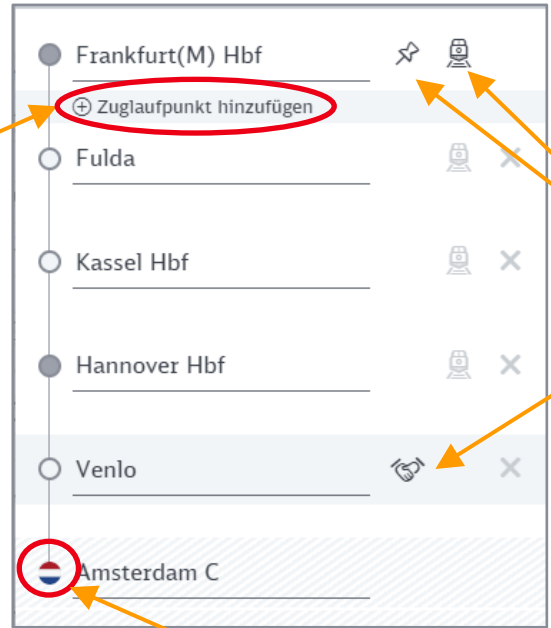 Frankfurt(M) Hbf
Zuglaufpunkt hinzufügen
Fulda
Kassel Hbf
Hannover Hbf
Venlo
Amsterdam C